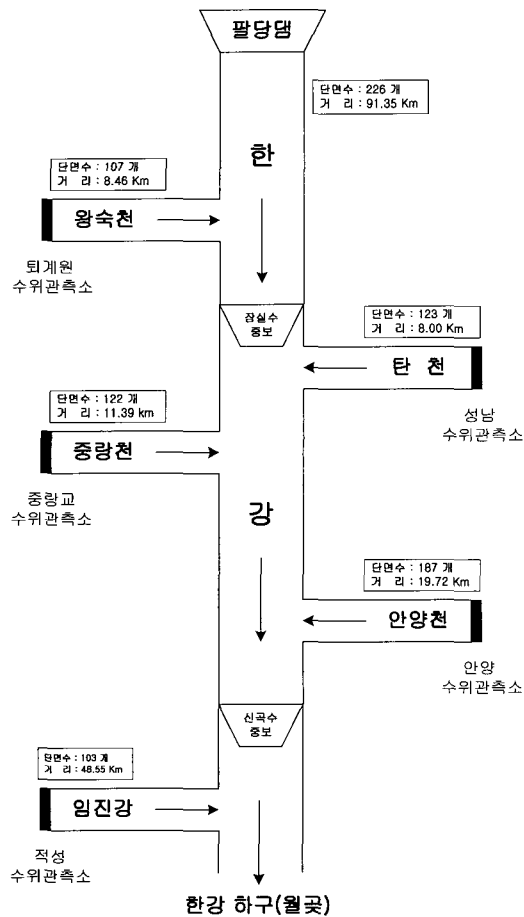 팔당댐
단면수 : 226 개
거 리 : 91.35 Km
한
단면수 : 107 개
거 리 : 8.46 Km
왕숙천
퇴계원
수위관측소
잠실수
중보
단면수 : 123 개
거 리 : 8.00 Km
탄 천
성남
수위관측소
단면수 : 122 개
거 리 : 11.39 km
중랑천
중랑교
수위관측소
강
단면수 : 187 개
거 리 : 19.72 Km
안양천
안양
수위관측소
신곡수
중보
단면수 : 103 개
거 리 : 48.55 Km
임진강
적성
수위관측소
한강 하구(월곶)